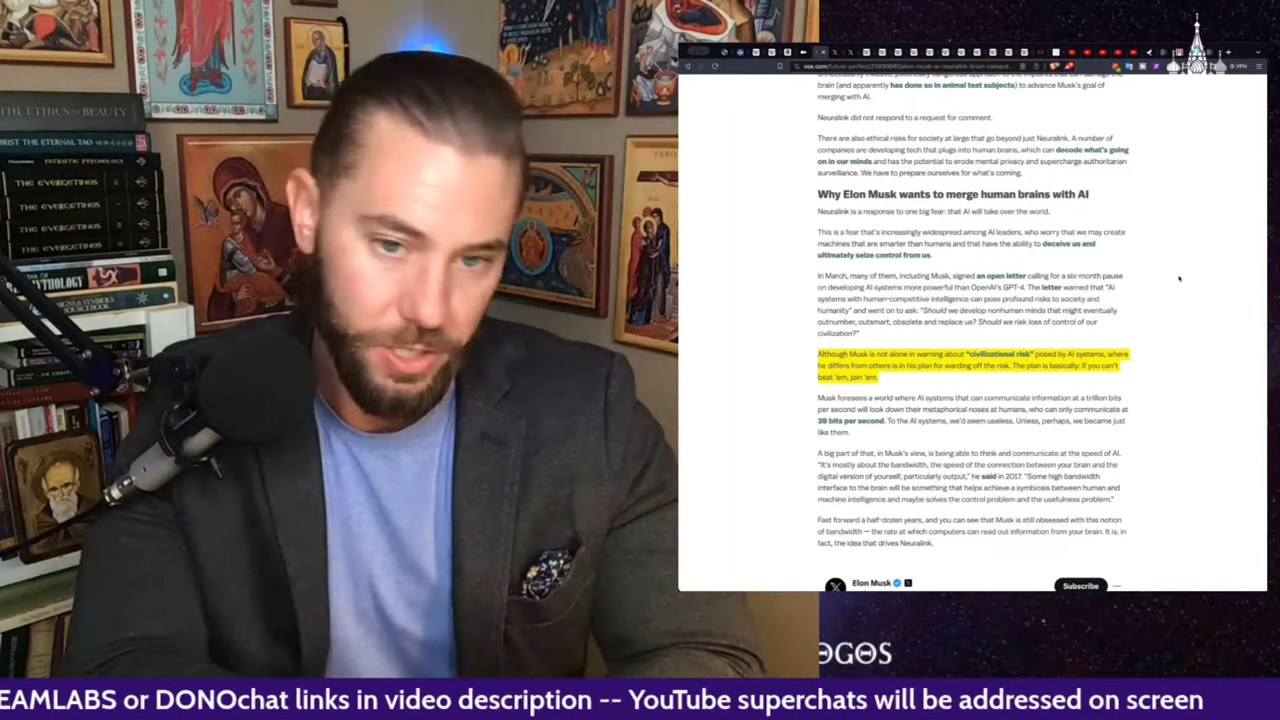 THE ETHICS OF BEAUTY
CHRIST THE ETERNAL TAO
THE EVERGETINOS
THE EVERGETINOS
THE EVERGETINOS
THE EVERGETINOS
SIGNS & SYMBOLS
SOURCEBOOK
VPN
brain (and apparently has done so in animal test subjects) to advance Musk's goal of
merging with AI.
Neuralink did not respond to a request for comment.
There are also ethical risks for society at large that go beyond just Neuralink. A number of
companies are developing tech that plugs into human brains, which can decode what's going
on in our minds and has the potential to erode mental privacy and supercharge authoritarian
surveillance. We have to prepare ourselves for what's coming.
Why Elon Musk wants to merge human brains with AI
Neuralink is a response to one big fear: that AI will take over the world.
This is a fear that's increasingly widespread among AI leaders, who worry that we may create
machines that are smarter than humans and that have the ability to deceive us and
ultimately seize control from us.
In March, many of them, including Musk, signed an open letter calling for a six-month pause
on developing AI systems more powerful than OpenAI's GPT-4. The letter warned that "AI
systems with human-competitive intelligence can pose profound risks to society and
humanity" and went on to ask: "Should we develop nonhuman minds that might eventually
outnumber, outsmart, obsolete and replace us? Should we risk loss of control of our
civilization?"
Although Musk is not alone in warning about "civilizational risk" posed by AI systems, where
he differs from others is in his plan for warding off the risk. The plan is basically: If you can't
beat 'em, join 'em.
Musk foresees a world where AI systems that can communicate information at a trillion bits
per second will look down their metaphorical noses at humans, who can only communicate at
39 bits per second. To the AI systems, we'd seem useless. Unless, perhaps, we became just
like them.
A big part of that, in Musk's view, is being able to think and communicate at the speed of AI.
"It's mostly about the bandwidth, the speed of the connection between your brain and the
digital version of yourself, particularly output," he said in 2017. "Some high bandwidth
interface to the brain will be something that helps achieve a symbiosis between human and
machine intelligence and maybe solves the control problem and the usefulness problem."
Fast forward a half-dozen years, and you can see that Musk is still obsessed with this notion
of bandwidth — the rate at which computers can read out information from your brain. It is, in
fact, the idea that drives Neuralink.
Elon Musk
Subscribe
OGOS
EAMLABS or DONOchat links in video description -- YouTube superchats will be addressed on screen